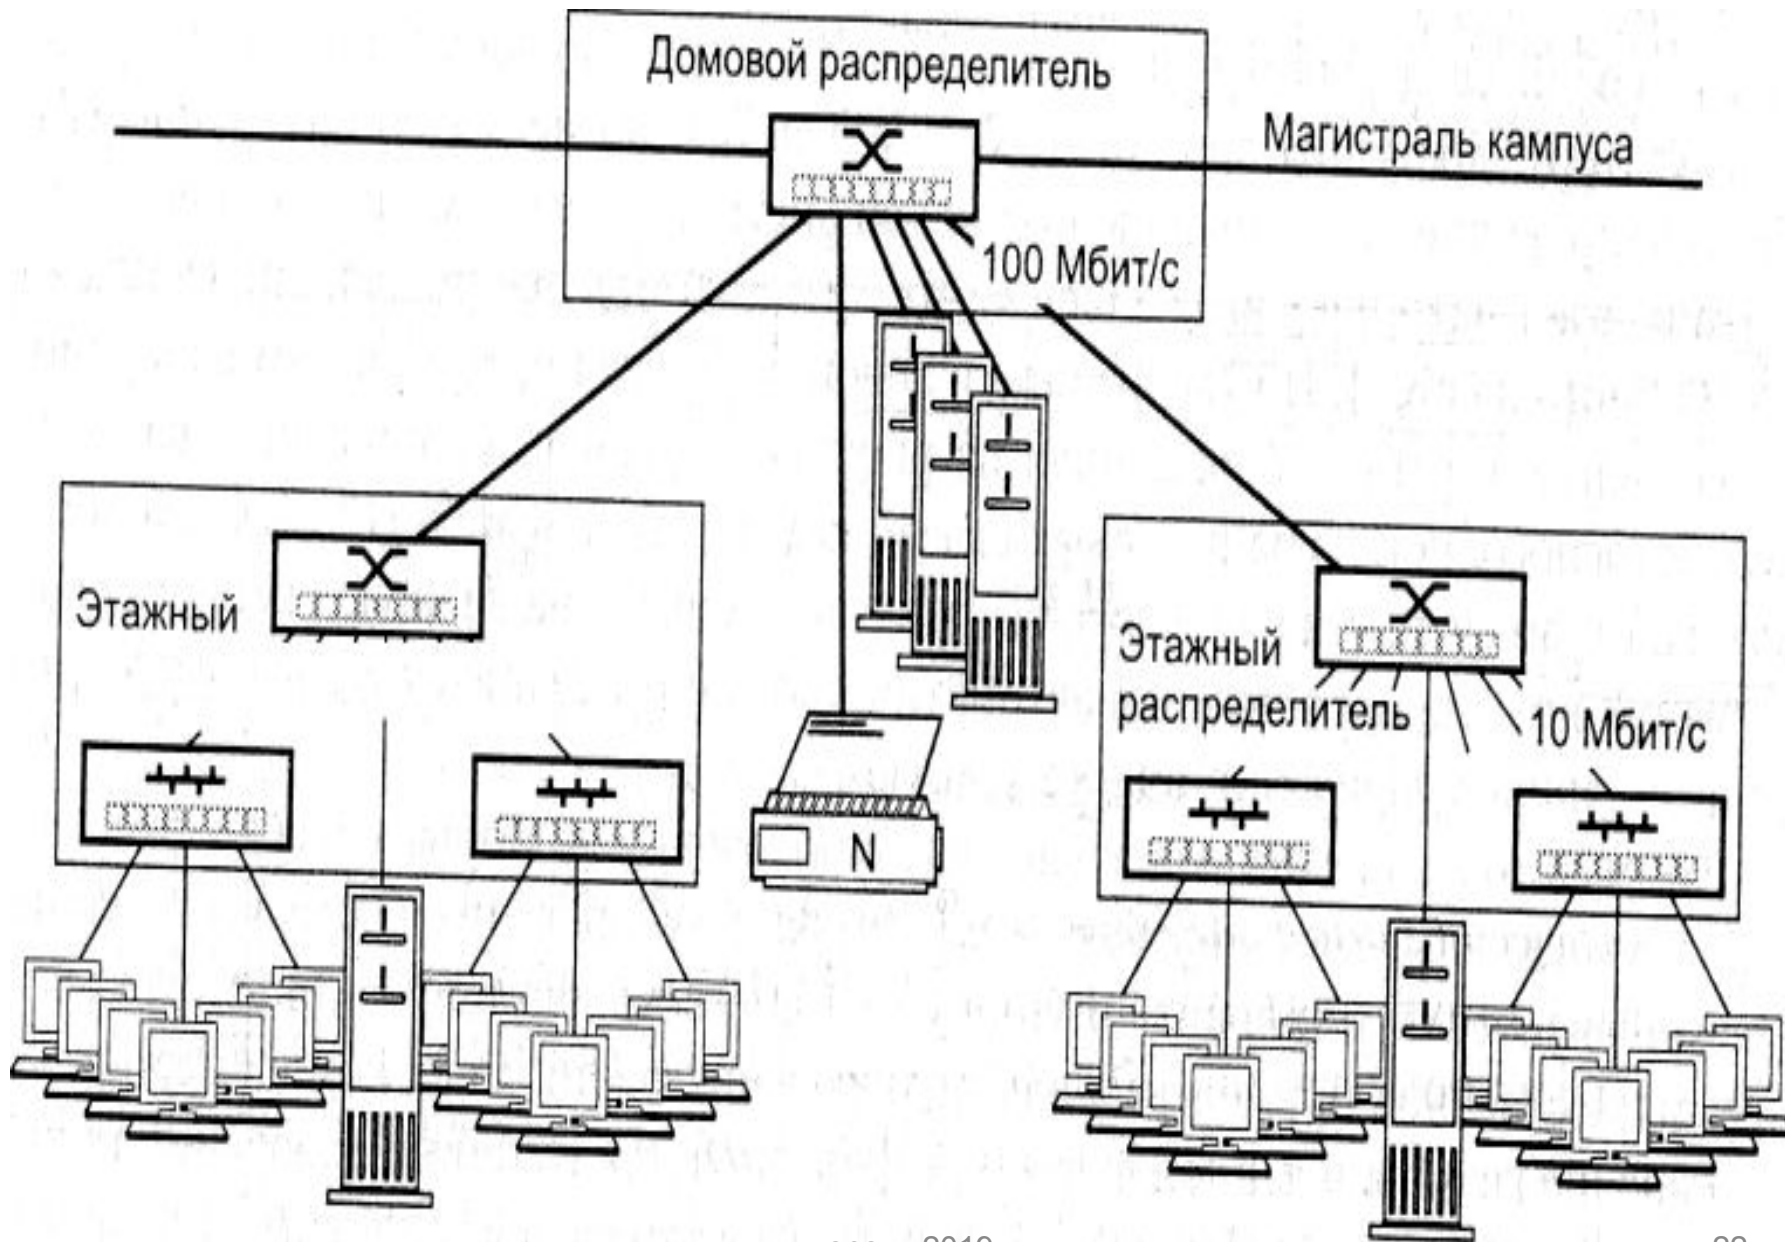 Домовой распределитель
Магистраль кампуса
100 Мбит/с
Этажный
Этажный
распределитель
10 Мбит/с
N